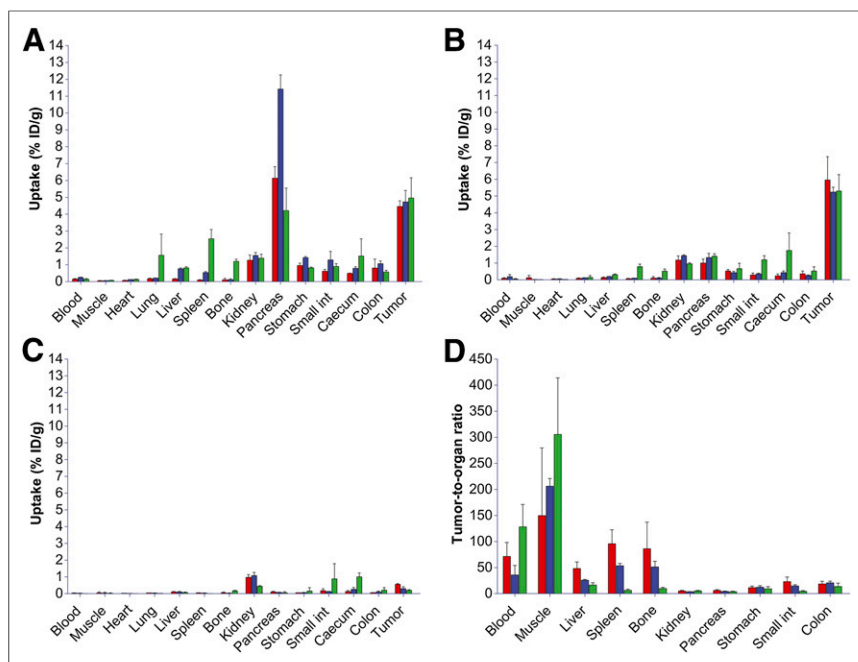 A
14
13
12
11
10
9
8
7
6
5
4
3
2
1
0
Uptake (% ID/g)
Blood
Muscle
Heart
Lung
Liver
Spleen
Bone
Kidney
Pancreas
Stomach
Small int
Caecum
Colon
Tumor
B
14
13
12
11
10
9
8
7
6
5
4
3
2
1
0
Uptake (% ID/g)
Blood
Muscle
Heart
Lung
Liver
Spleen
Bone
Kidney
Pancreas
Stomach
Small int
Caecum
Colon
Tumor
C
14
13
12
11
10
9
8
7
6
5
4
3
2
1
0
Uptake (% ID/g)
Blood
Muscle
Heart
Lung
Liver
Spleen
Bone
Kidney
Pancreas
Stomach
Small int
Caecum
Colon
Tumor
D
450
400
350
300
250
200
150
100
50
0
Tumor-to-organ ratio
Blood
Muscle
Liver
Spleen
Bone
Kidney
Pancreas
Stomach
Small int
Colon